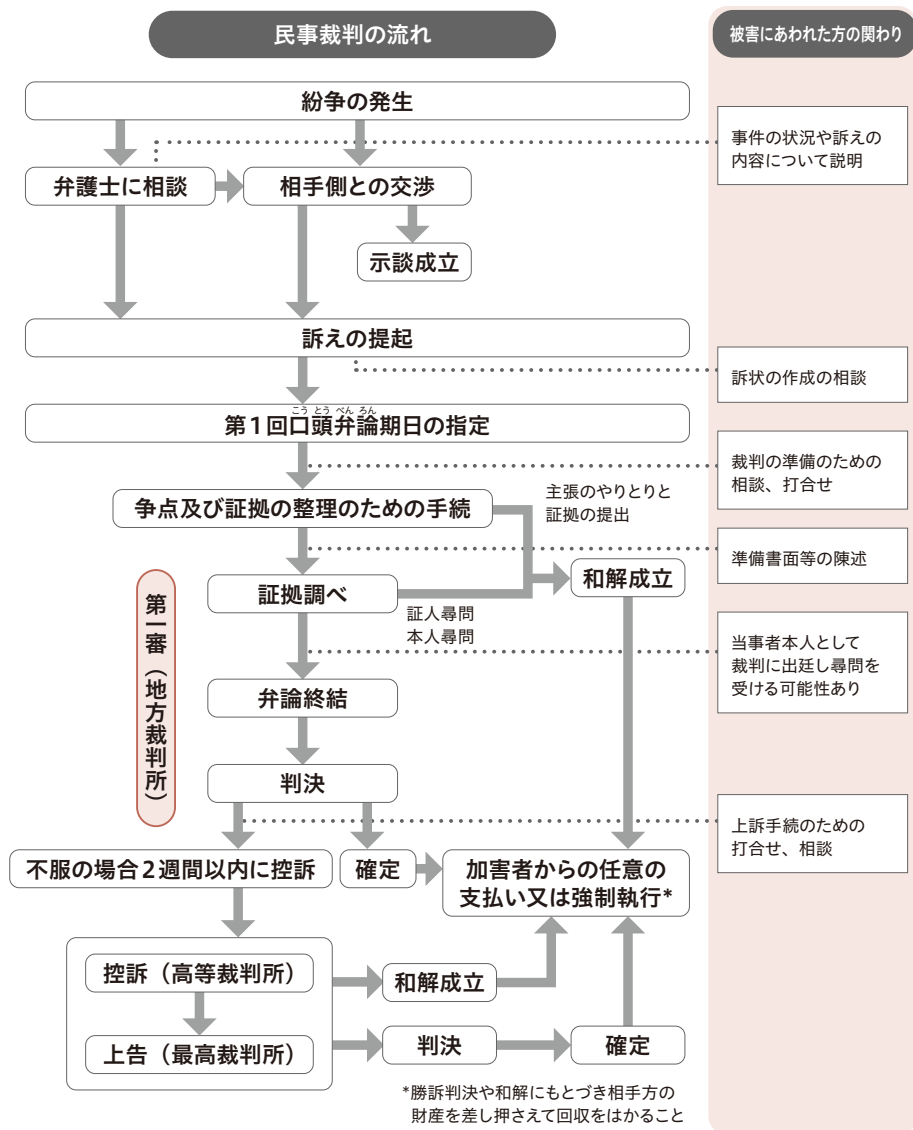 民事裁判の流れ
被害にあわれた方の関わり
紛争の発生
事件の状況や訴えの
内容について説明
弁護士に相談
相手側との交渉
示談成立
訴えの提起
訴状の作成の相談
こう とう べん ろん
第1回口頭弁論期日の指定
裁判の準備のための
相談、打合せ
争点及び証拠の整理のための手続
主張のやりとりと
証拠の提出
準備書面等の陳述
和解成立
証拠調べ
証人尋問
本人尋問
第一審（地方裁判所）
当事者本人として
裁判に出廷し尋問を
受ける可能性あり
弁論終結
判決
上訴手続のための
打合せ、相談
不服の場合2週間以内に控訴
確定
加害者からの任意の
支払い又は強制執行*
控訴（高等裁判所）
和解成立
上告（最高裁判所）
判決
確定
*勝訴判決や和解にもとづき相手方の
財産を差し押さえて回収をはかること